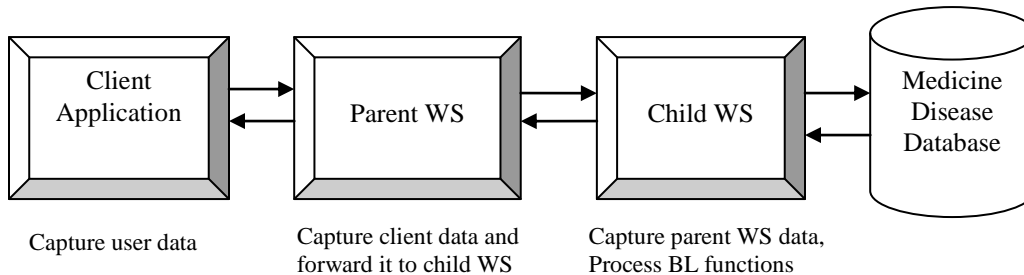 Client
Application
Parent WS
Child WS
Medicine
Disease
Database
Capture user data
Capture client data and
forward it to child WS
Capture parent WS data,
Process BL functions